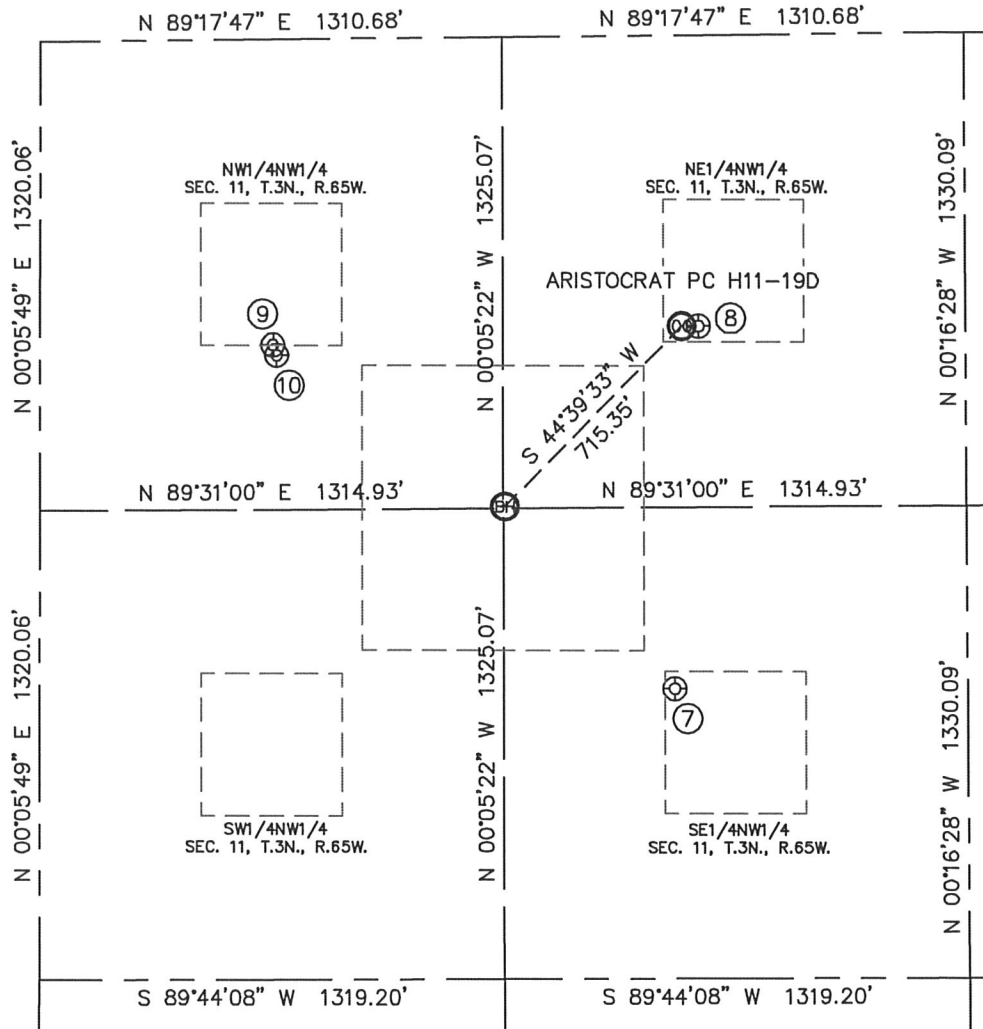 N 89°17'47" E 1310.68'
N 89°17'47" E 1310.68'
N 00°05'49" E 1320.06'
N 00°05'22" W 1325.07'
N 00°16'28" W 1330.09'
NW1/4NW1/4
SEC. 11, T.3N., R.65W.
NE1/4NW1/4
SEC. 11, T.3N., R.65W.
ARISTOCRAT PC H11-19D
9
10
8
S 44°39'33" W
715.35'
N 89°31'00" E 1314.93'
BH
N 89°31'00" E 1314.93'
N 00°05'49" E 1320.06'
N 00°05'22" W 1325.07'
N 00°16'28" W 1330.09'
7
SW1/4NW1/4
SEC. 11, T.3N., R.65W.
SE1/4NW1/4
SEC. 11, T.3N., R.65W.
S 89°44'08" W 1319.20'
S 89°44'08" W 1319.20'